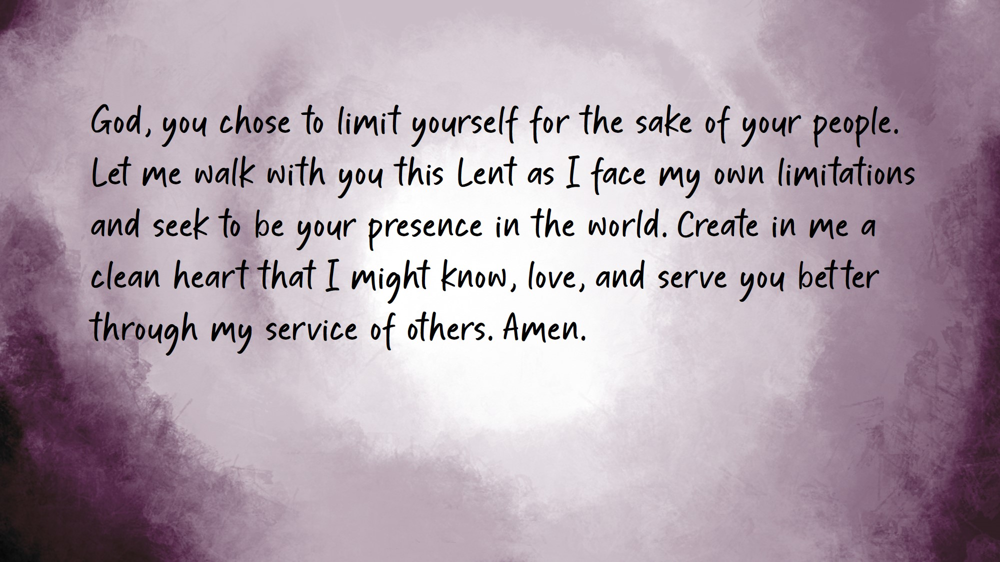 God, you chose to limit yourself for the sake of your people.
Let me walk with you this Lent as I face my own limitations
and seek to be your presence in the world. Create in me a
clean heart that I might know, love, and serve you better
through my service of others. Amen.